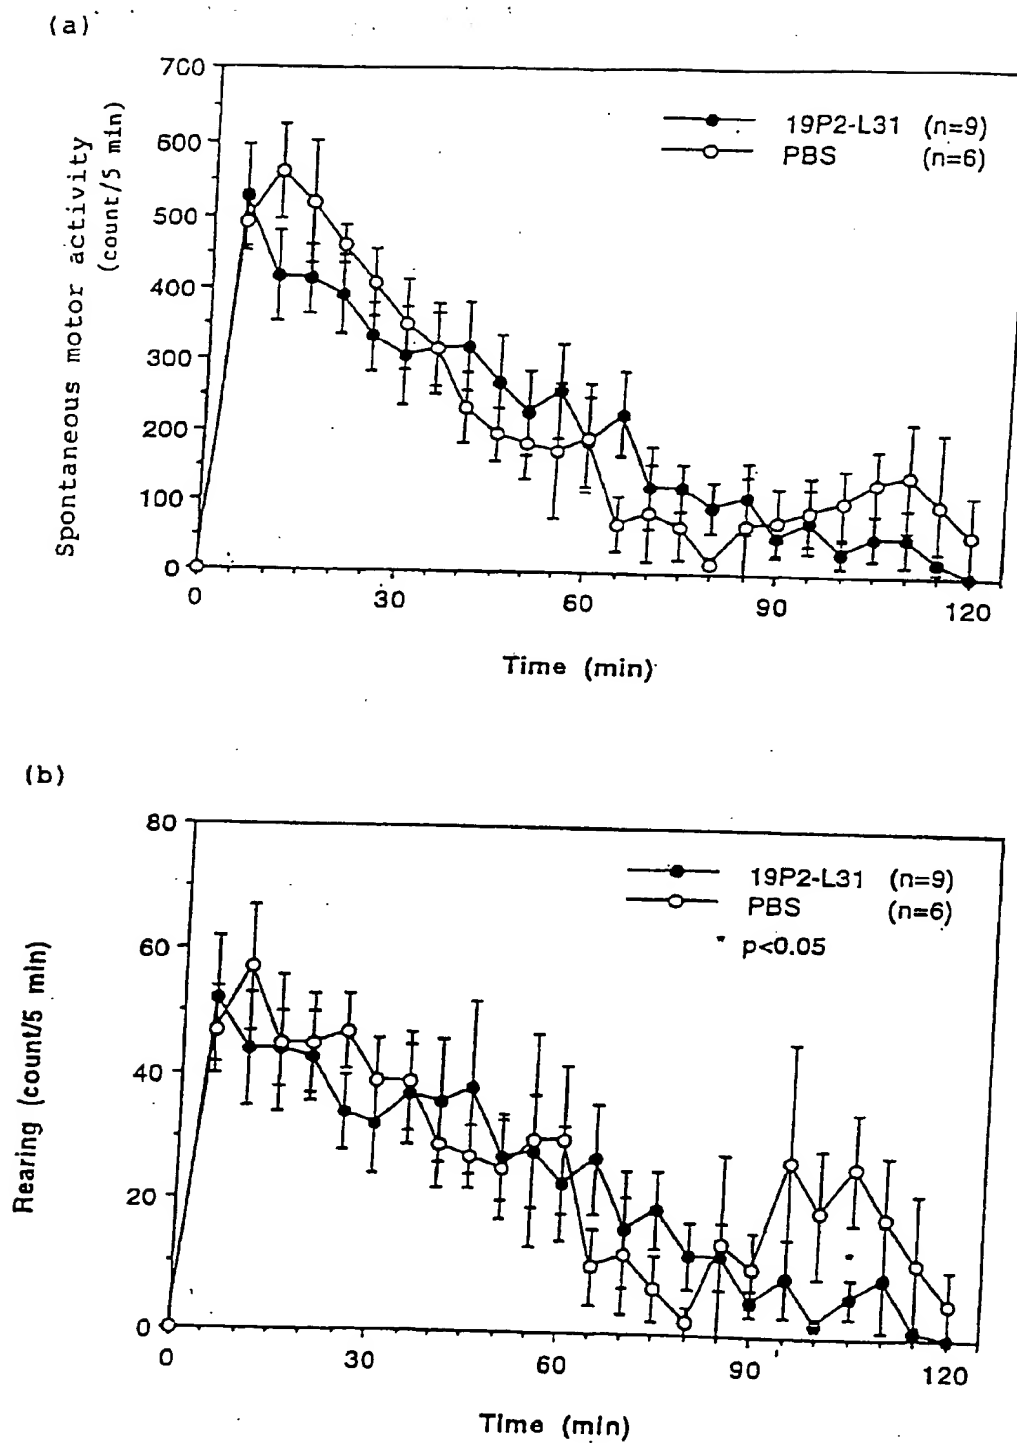 (a)
700
600
500
400
300
200
100
0
Spontaneous motor activity
(count/5 min)
19P2-L31 (n=9)
PBS (n=6)
0 30 60 90 120
Time (min)
(b)
80
60
40
20
0
Rearing (count/5 min)
19P2-L31 (n=9)
PBS (n=6)
* p<0.05
0 30 60 90 120
Time (min)